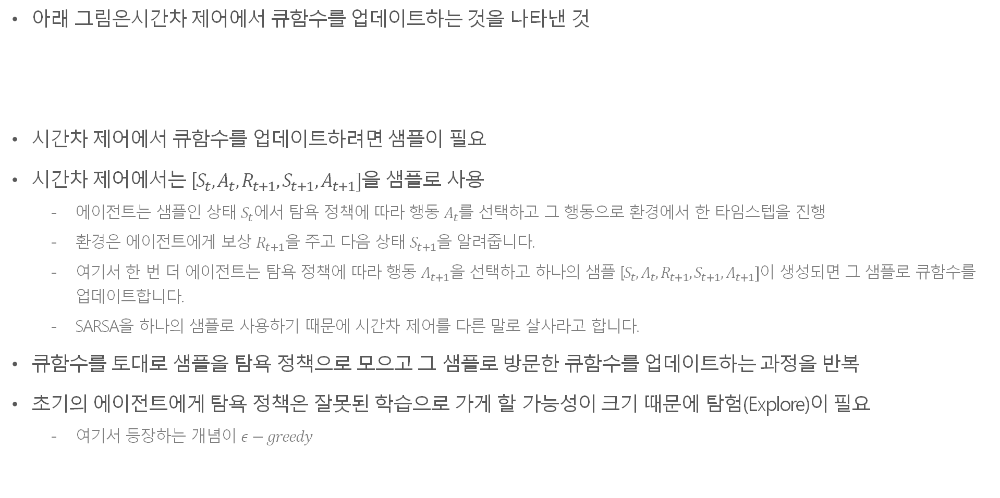 • 아래 그림은시간차 제어에서 큐함수를 업데이트하는 것을 나타낸 것
• 시간차 제어에서 큐함수를 업데이트하려면 샘플이 필요
• 시간차 제어에서는 [S_t, A_t, R_{t+1}, S_{t+1}, A_{t+1}]을 샘플로 사용
- 에이전트는 샘플인 상태 S_t에서 탐욕 정책에 따라 행동 A_t를 선택하고 그 행동으로 환경에서 한 타임스텝을 진행
- 환경은 에이전트에게 보상 R_{t+1}을 주고 다음 상태 S_{t+1}을 알려줍니다.
- 여기서 한 번 더 에이전트는 탐욕 정책에 따라 행동 A_{t+1}을 선택하고 하나의 샘플 [S_t, A_t, R_{t+1}, S_{t+1}, A_{t+1}]이 생성되면 그 샘플로 큐함수를
업데이트합니다.
- SARSA을 하나의 샘플로 사용하기 때문에 시간차 제어를 다른 말로 살사라고 합니다.
• 큐함수를 토대로 샘플을 탐욕 정책으로 모으고 그 샘플로 방문한 큐함수를 업데이트하는 과정을 반복
• 초기의 에이전트에게 탐욕 정책은 잘못된 학습으로 가게 할 가능성이 크기 때문에 탐험(Explore)이 필요
- 여기서 등장하는 개념이 ϵ − greedy